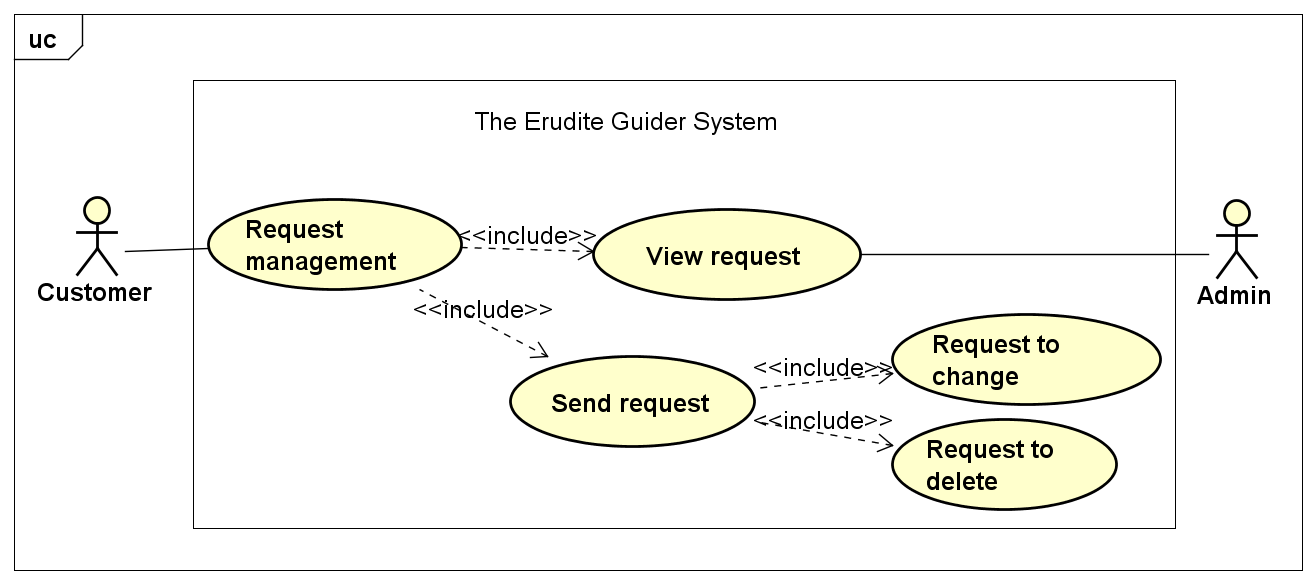 uc
The Erudite Guider System
Request
management
<<include>>
View request
Customer
Admin
<<include>>
Request to
change
<<include>>
Send request
<<include>>
Request to
delete